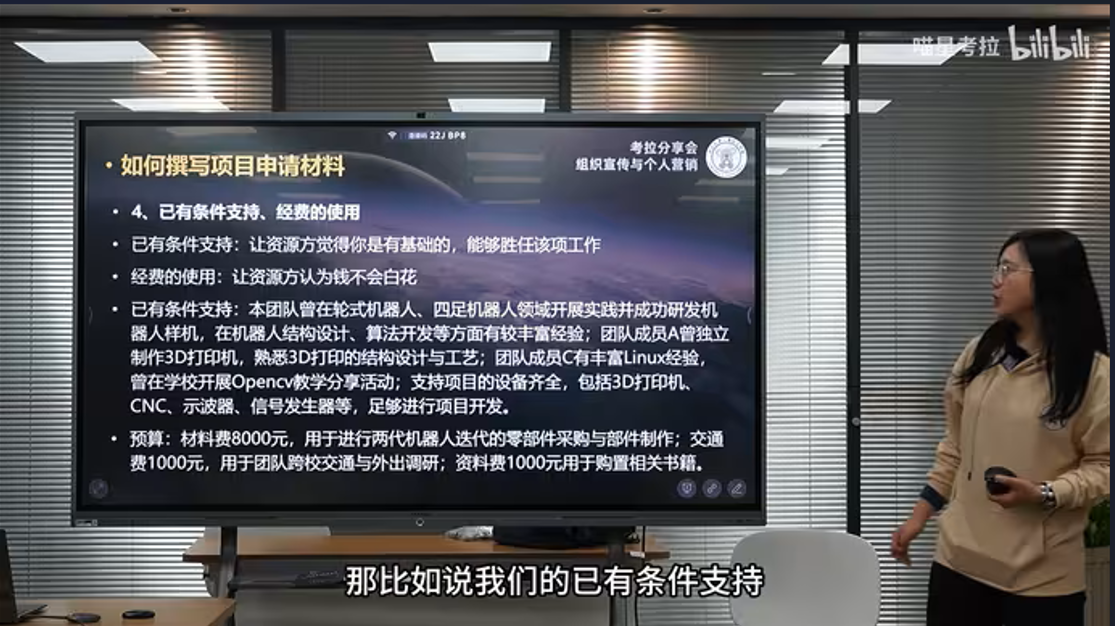 喵星考拉 bilibili
22J BP8
考拉分享会
组织宣传与个人营销
• 如何撰写项目申请材料
• 4、已有条件支持、经费的使用
• 已有条件支持：让资源方觉得你是有基础的，能够胜任该项工作
• 经费的使用：让资源方认为钱不会白花
• 已有条件支持：本团队曾在轮式机器人、四足机器人领域开展实践并成功研发机
器人样机，在机器人结构设计、算法开发等方面有较丰富经验；团队成员A曾独立
制作3D打印机，熟悉3D打印的结构设计与工艺；团队成员C有丰富Linux经验，
曾在学校开展Opencv教学分享活动；支持项目的设备齐全，包括3D打印机、
CNC、示波器、信号发生器等，足够进行项目开发。
• 预算：材料费8000元，用于进行两代机器人迭代的零部件采购与部件制作；交通
费1000元，用于团队跨校交通与外出调研；资料费1000元用于购置相关书籍。
那比如说我们的已有条件支持